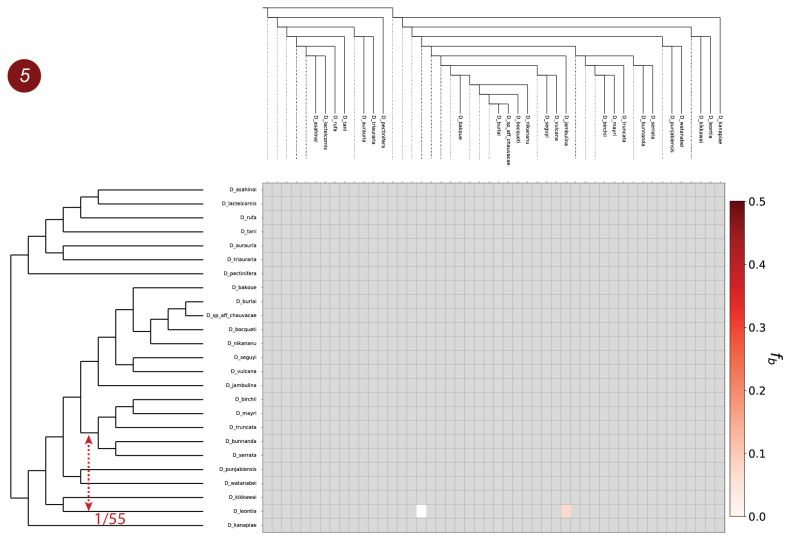 5
D_asahinai
D_lacteicornis
D_rufa
D_tani
D_auraria
D_triauraria
D_pectinifera
D_bakoue
D_burlai
D_sp_aff_chauvacae
D_bocqueti
D_nikananu
D_seguyi
D_vulcana
D_jambulina
D_birchii
D_mayri
D_truncata
D_bunnanda
D_serrata
D_punjabiensis
D_watanabei
D_kikkawai
D_leontia
D_kanapiae
D_asahinai
D_lacteicornis
D_rufa
D_tani
D_auraria
D_triauraria
D_pectinifera
D_bakoue
D_burlai
D_sp_aff_chauvacae
D_bocqueti
D_nikananu
D_seguyi
D_vulcana
D_jambulina
D_birchii
D_mayri
D_truncata
D_bunnanda
D_serrata
D_punjabiensis
D_watanabei
D_kikkawai
D_leontia
D_kanapiae
1/55
0.5
0.4
0.3
0.2
0.1
0.0
f_b